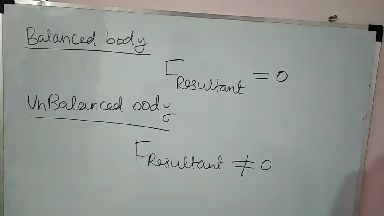 Balanced body
F Resultant = 0
UnBalanced body
F Resultant ≠ 0